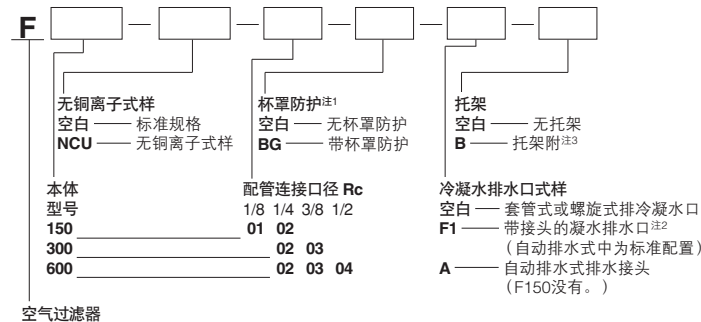 F
无铜离子式样
空白 标准规格
NCU 无铜离子式样
杯罩防护注1
空白 无杯罩防护
BG 带杯罩防护
托架
空白 无托架
B 托架附注3
本体
型号
150
300
600
配管连接口径 Rc
1/8 1/4 3/8 1/2
01 02
02 03
02 03 04
冷凝水排水口式样
空白 套管式或螺旋式排冷凝水口
F1 带接头的凝水排水口注2
(自动排水式中为标准配置)
A 自动排水式排水接头
(F150没有。)
空气过滤器